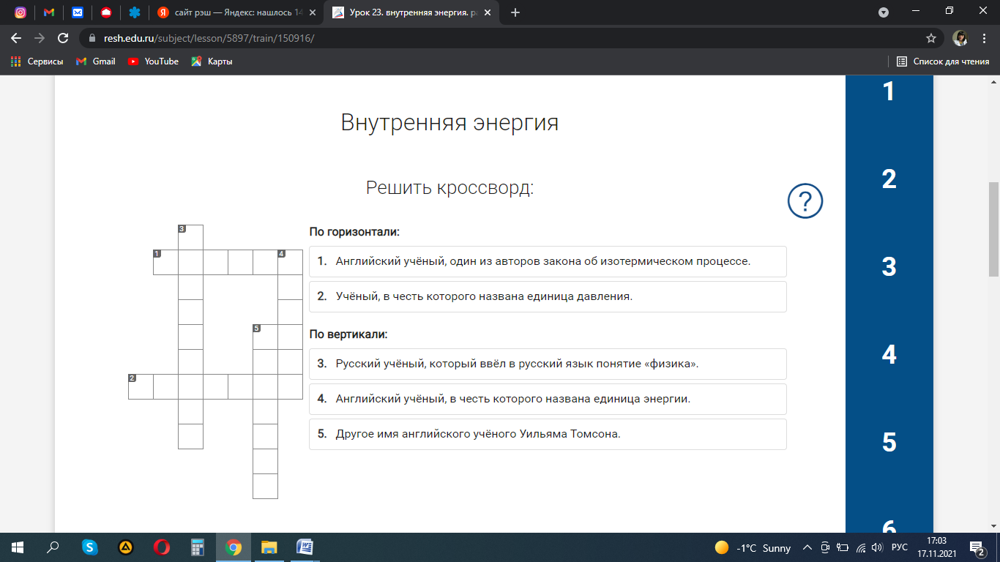 сайт рэш — Яндекс: нашлось 14
Урок 23. внутренняя энергия. ра
resh.edu.ru/subject/lesson/5897/train/150916/
Сервисы
Gmail
YouTube
Карты
Список для чтения
Внутренняя энергия
Решить кроссворд:
?
3
1
4
5
2
По горизонтали:
1. Английский учёный, один из авторов закона об изотермическом процессе.
2. Учёный, в честь которого названа единица давления.
По вертикали:
3. Русский учёный, который ввёл в русский язык понятие «физика».
4. Английский учёный, в честь которого названа единица энергии.
5. Другое имя английского учёного Уильяма Томсона.
1
2
3
4
5
6
-1°C Sunny
РУС
17:03
17.11.2021
2